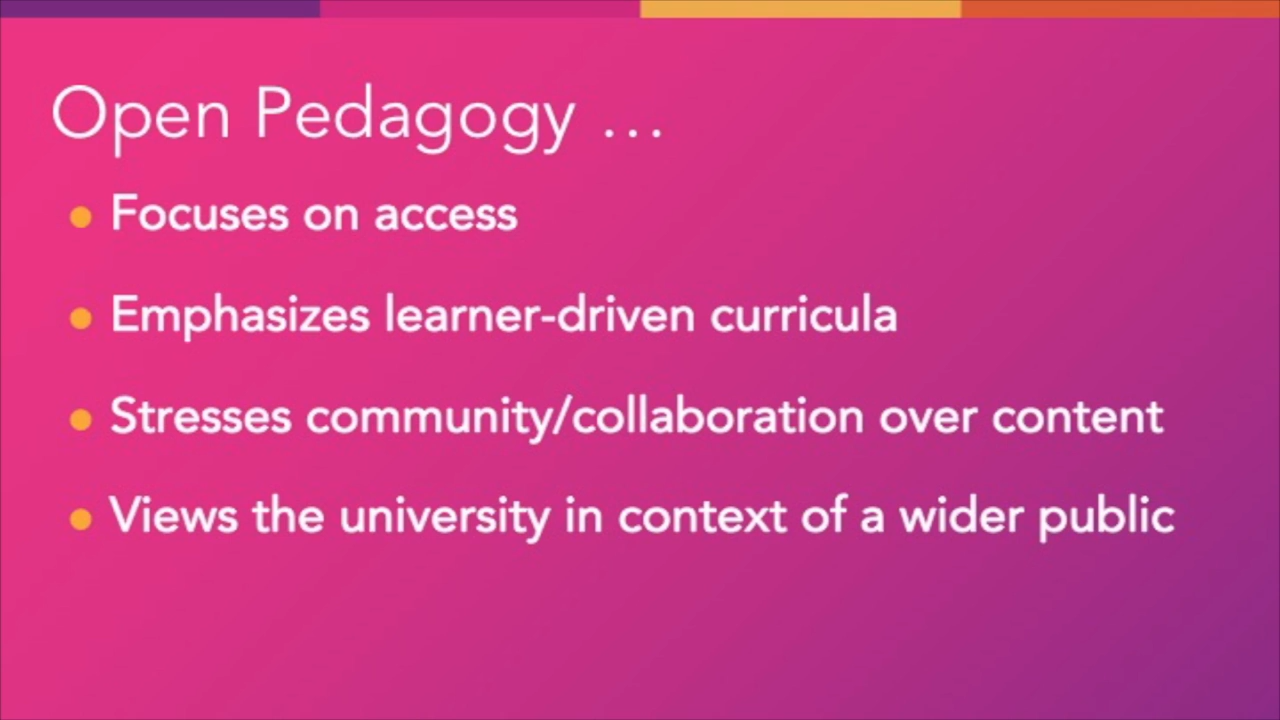 Open Pedagogy ...
Focuses on access
Emphasizes learner-driven curricula
Stresses community/collaboration over content
Views the university in context of a wider public